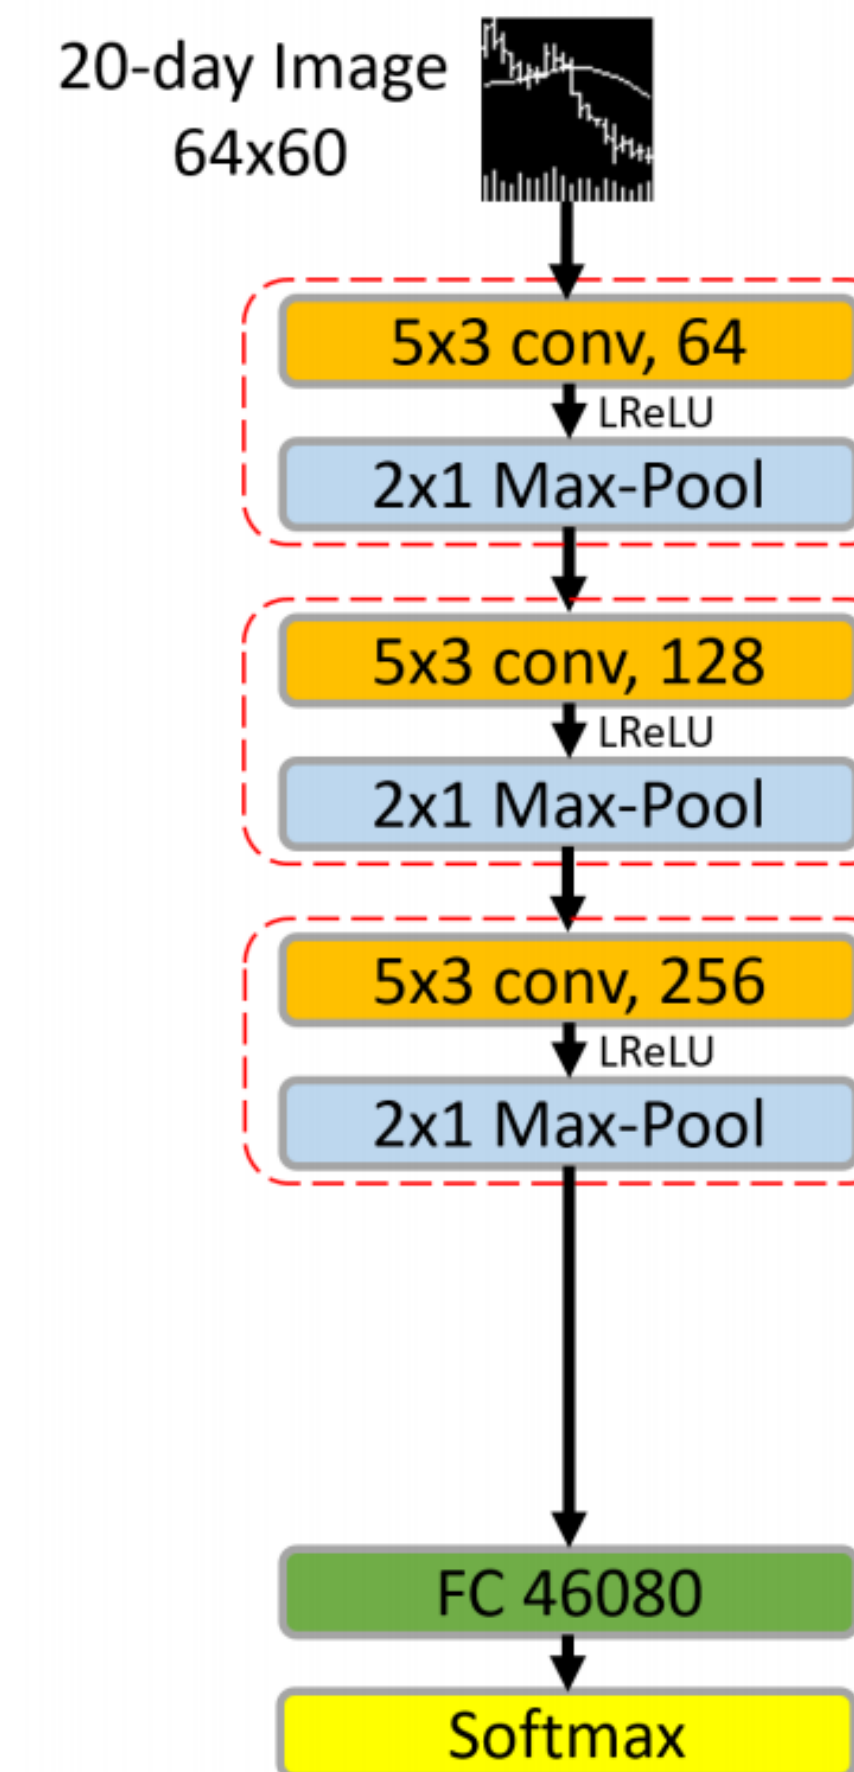 20-day Image
64x60
5x3 conv, 64
LReLU
2x1 Max-Pool
5x3 conv, 128
LReLU
2x1 Max-Pool
5x3 conv, 256
LReLU
2x1 Max-Pool
FC 46080
Softmax